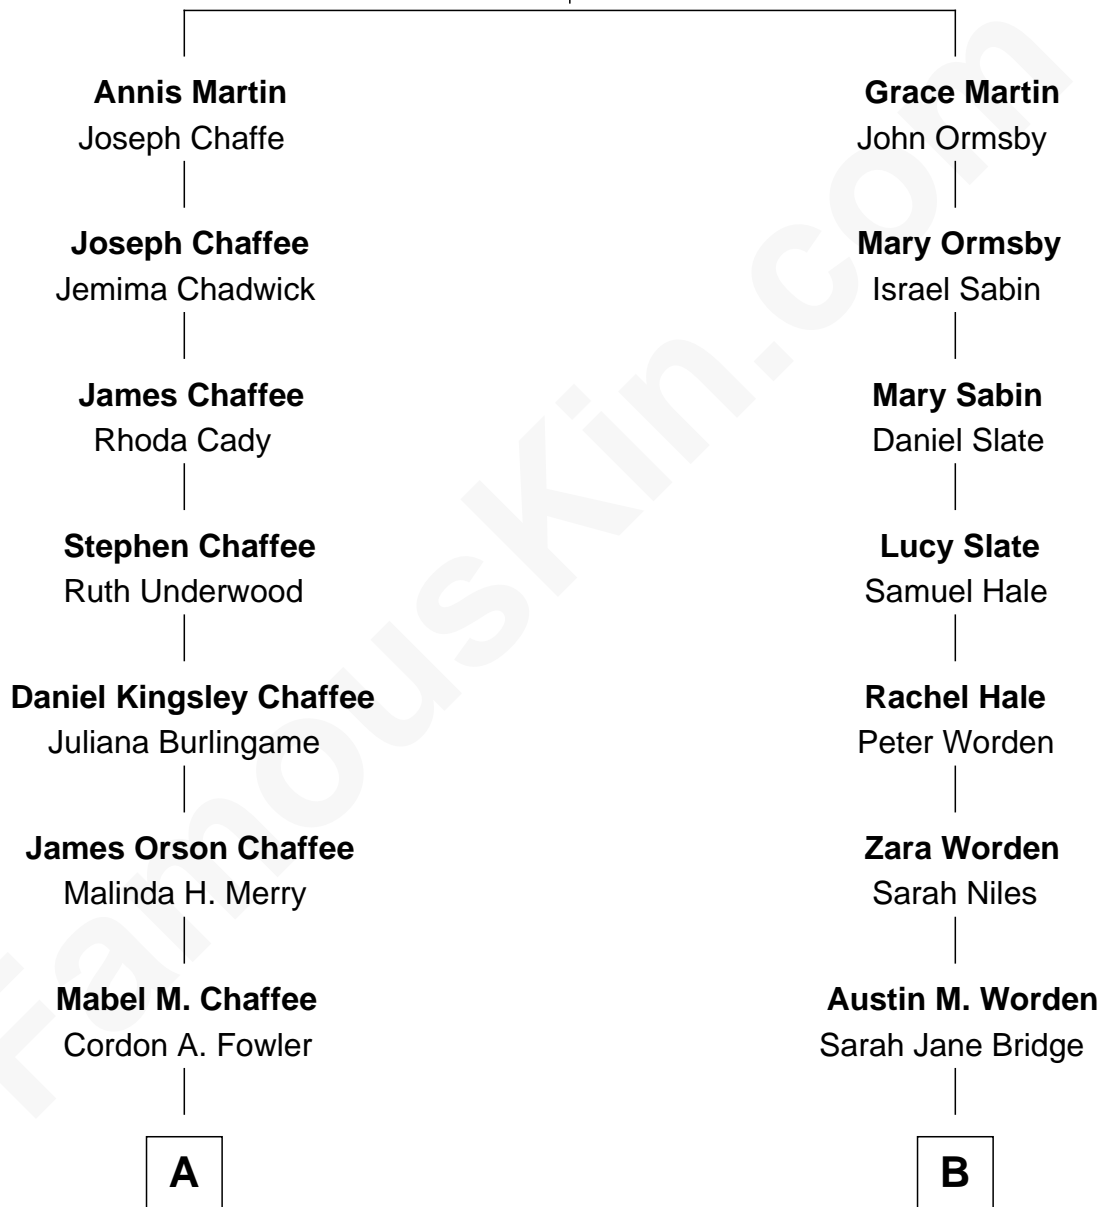 Annis Martin
Joseph Chaffe
Joseph Chaffee
Jemima Chadwick
James Chaffee
Rhoda Cady
Stephen Chaffee
Ruth Underwood
Daniel Kingsley Chaffee
Juliana Burlingame
James Orson Chaffee
Malinda H. Merry
Mabel M. Chaffee
Cordon A. Fowler
A
Grace Martin
John Ormsby
Mary Ormsby
Israel Sabin
Mary Sabin
Daniel Slate
Lucy Slate
Samuel Hale
Rachel Hale
Peter Worden
Zara Worden
Sarah Niles
Austin M. Worden
Sarah Jane Bridge
B
FamousKin.com